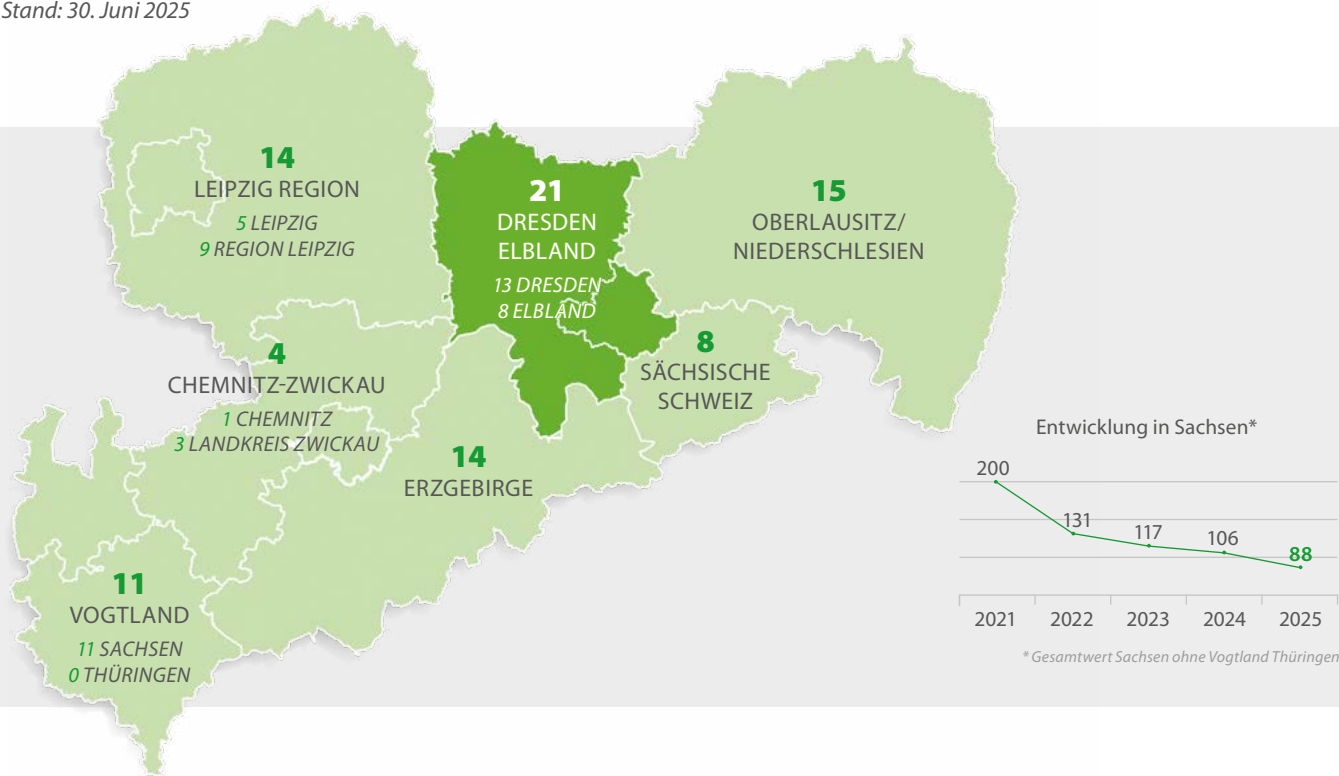 Stand: 30. Juni 2025
14
LEIPZIG REGION
5 LEIPZIG
9 REGION LEIPZIG
21
DRESDEN
ELBLAND
13 DRESDEN
8 ELBLAND
15
OBERLAUSITZ/
NIEDERSCHLESIEN
4
CHEMNITZ-ZWICKAU
1 CHEMNITZ
3 LANDKREIS ZWICKAU
8
SÄCHSISCHE
SCHWEIZ
14
ERZGEBIRGE
11
VOGTLAND
11 SACHSEN
0 THÜRINGEN
Entwicklung in Sachsen*
200
131
117
106
88
2021 2022 2023 2024 2025
* Gesamtwert Sachsen ohne Vogtland Thüringen